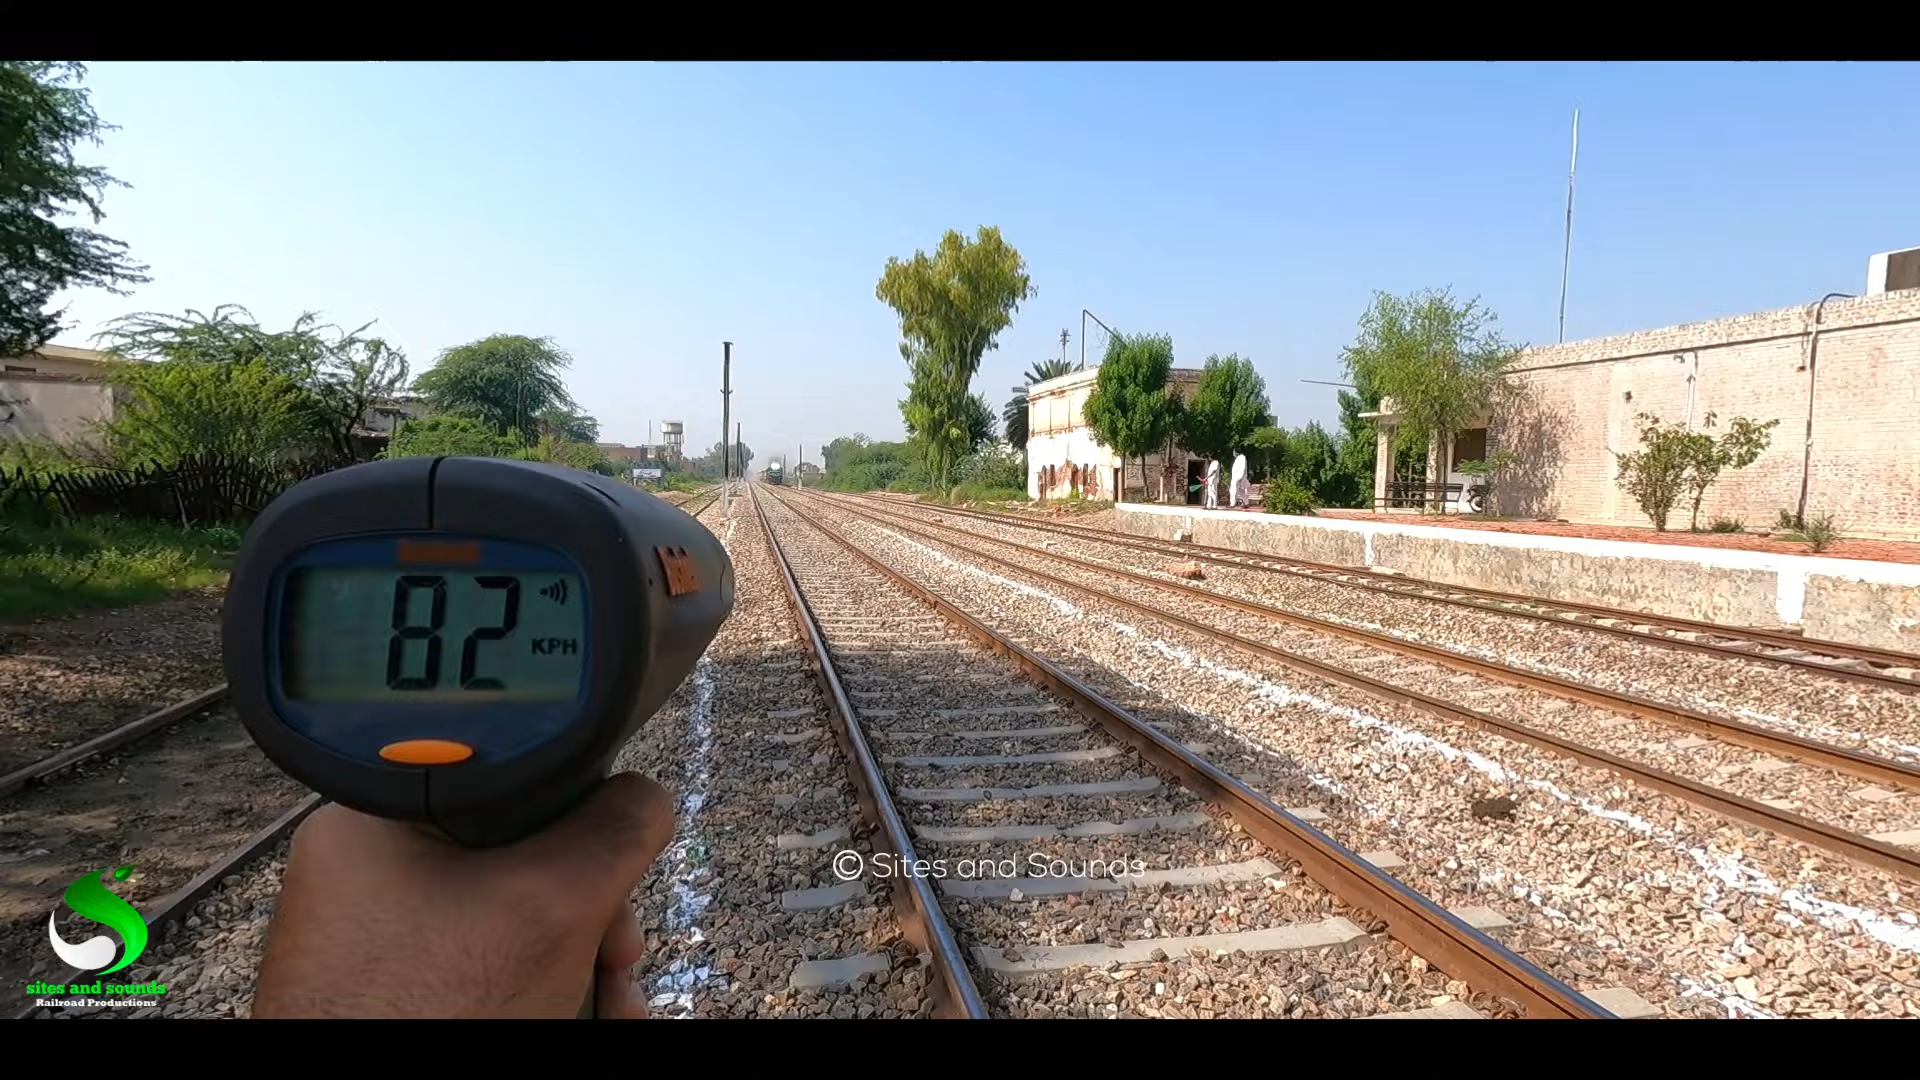 82 KPH
© Sites and Sounds
sites and sounds
Railroad Productions